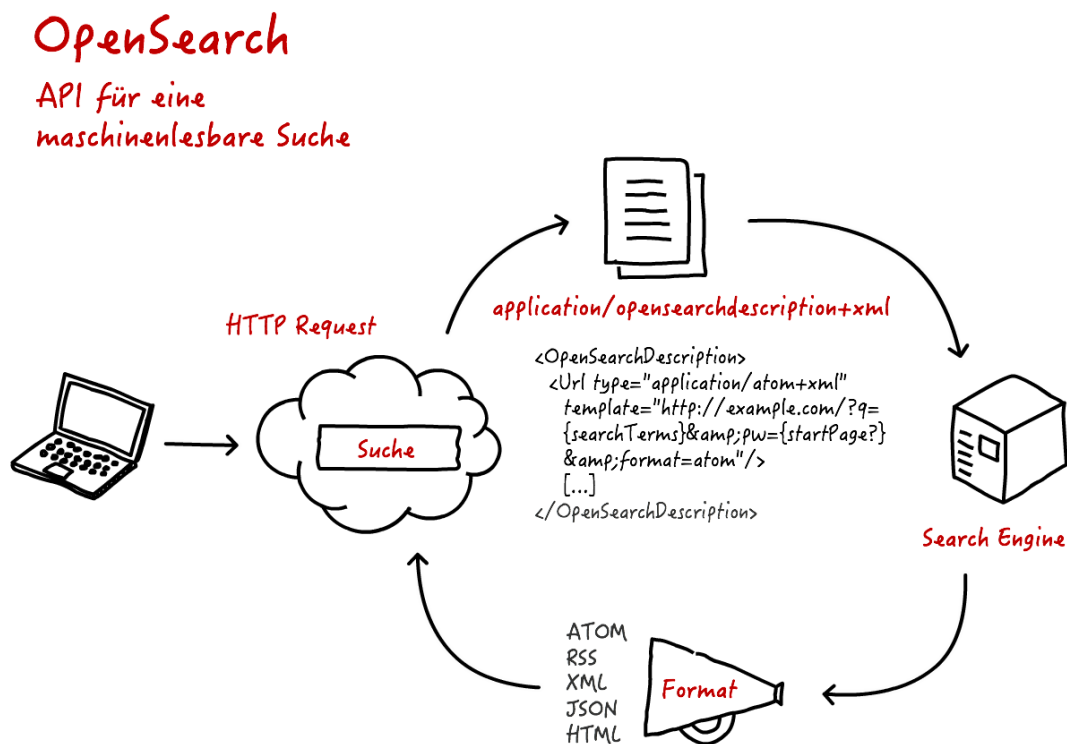 OpenSearch
API für eine
maschinenlesbare Suche
HTTP Request
Suche
application/opensearchdescription+xml
<OpenSearchDescription>
<Url type="application/atom+xml"
template="http://example.com/?q=
{searchTerms}&amp;pw={startPage?}
&amp;format=atom"/>
[...]
</OpenSearchDescription>
Search Engine
ATOM
RSS
XML
JSON
HTML
Format